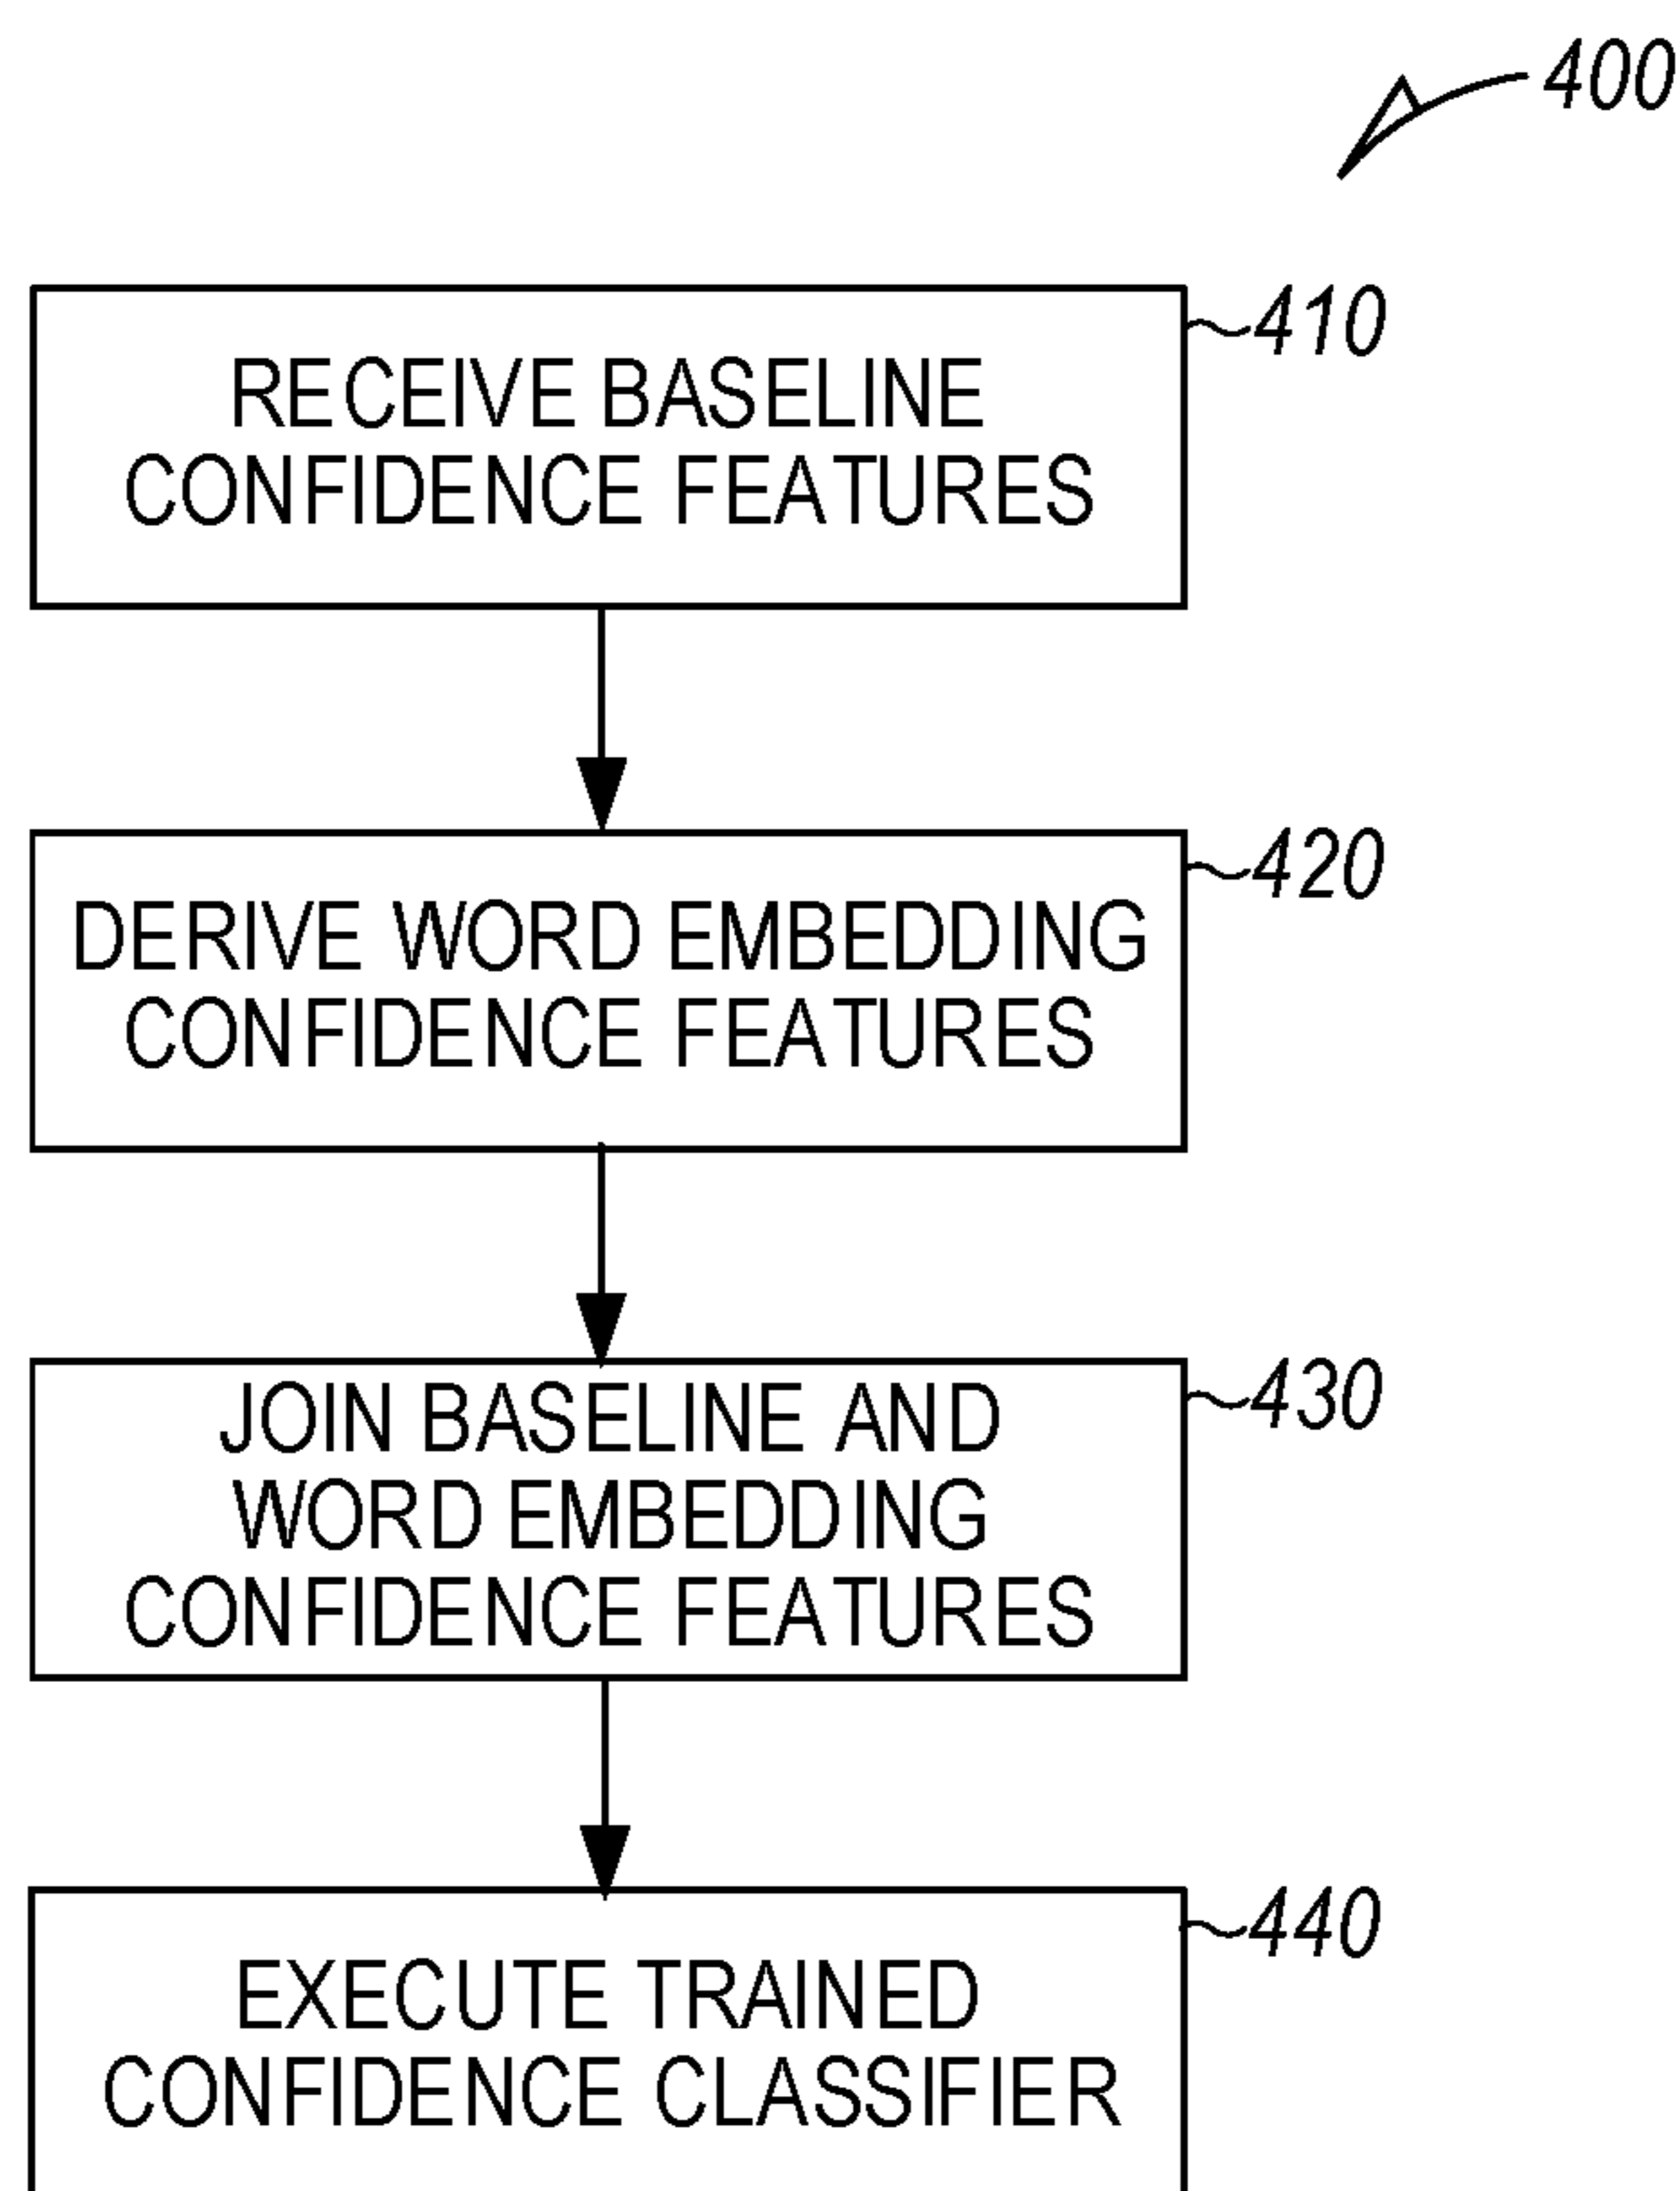 400
410
RECEIVE BASELINE
CONFIDENCE FEATURES
420
DERIVE WORD EMBEDDING
CONFIDENCE FEATURES
430
JOIN BASELINE AND
WORD EMBEDDING
CONFIDENCE FEATURES
440
EXECUTE TRAINED
CONFIDENCE CLASSIFIER